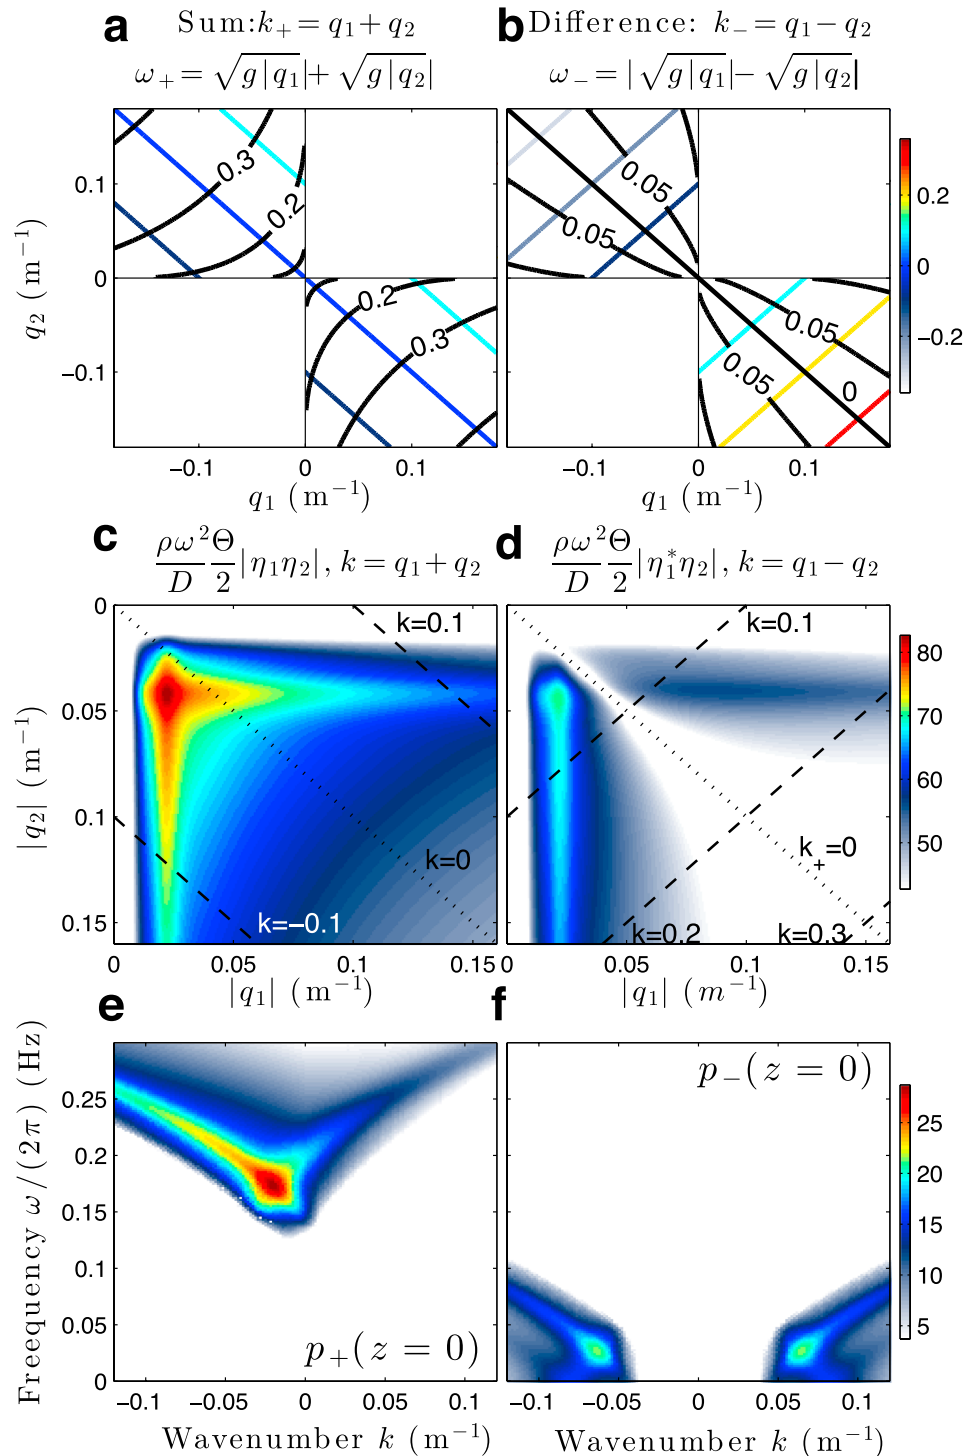 a Sum:k₊ = q₁ + q₂
ω₊ = √g|q₁| + √g|q₂|
b Difference: k₋ = q₁ − q₂
ω₋ = |√g|q₁| − √g|q₂||
0.3
0.2
0.2
0.3
0.1
0
−0.1
q₂ (m⁻¹)
−0.1 0 0.1
q₁ (m⁻¹)
0.05
0.05
0.05
0.05
0
−0.1 0 0.1
q₁ (m⁻¹)
0.2
0
−0.2
c ρω²/D Θ/2 |η₁η₂|, k = q₁ + q₂
d ρω²/D Θ/2 |η₁*η₂|, k = q₁ − q₂
k=0.1
k=0
k=−0.1
0
0.05
0.1
0.15
|q₂| (m⁻¹)
0 0.05 0.1 0.15
|q₁| (m⁻¹)
k=0.1
k₊=0
k=0.2
k=0.3
0.05 0.1 0.15
|q₁| (m⁻¹)
80
70
60
50
e
p₊(z = 0)
0.25
0.2
0.15
0.1
0.05
0
Freequency ω/(2π) (Hz)
−0.1 −0.05 0 0.05 0.1
Wavenumber k (m⁻¹)
f
p₋(z = 0)
−0.1 −0.05 0 0.05 0.1
Wavenumber k (m⁻¹)
25
20
15
10
5